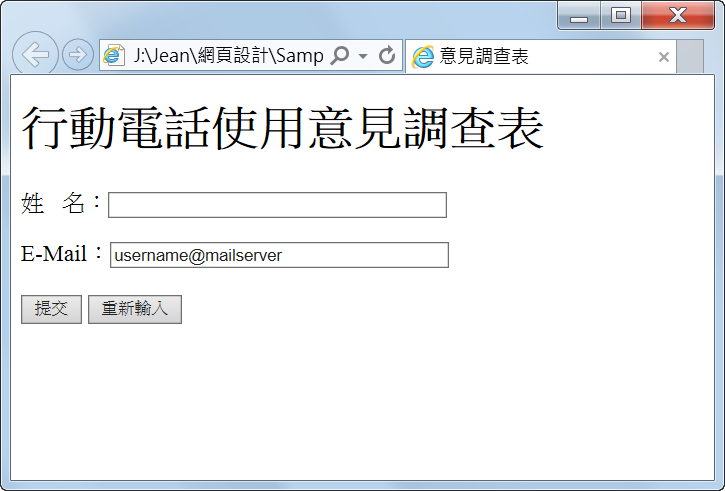 J:\Jean\網頁設計\Samp
意見調查表
行動電話使用意見調查表
姓 名：
E-Mail：username@mailserver
提交 重新輸入